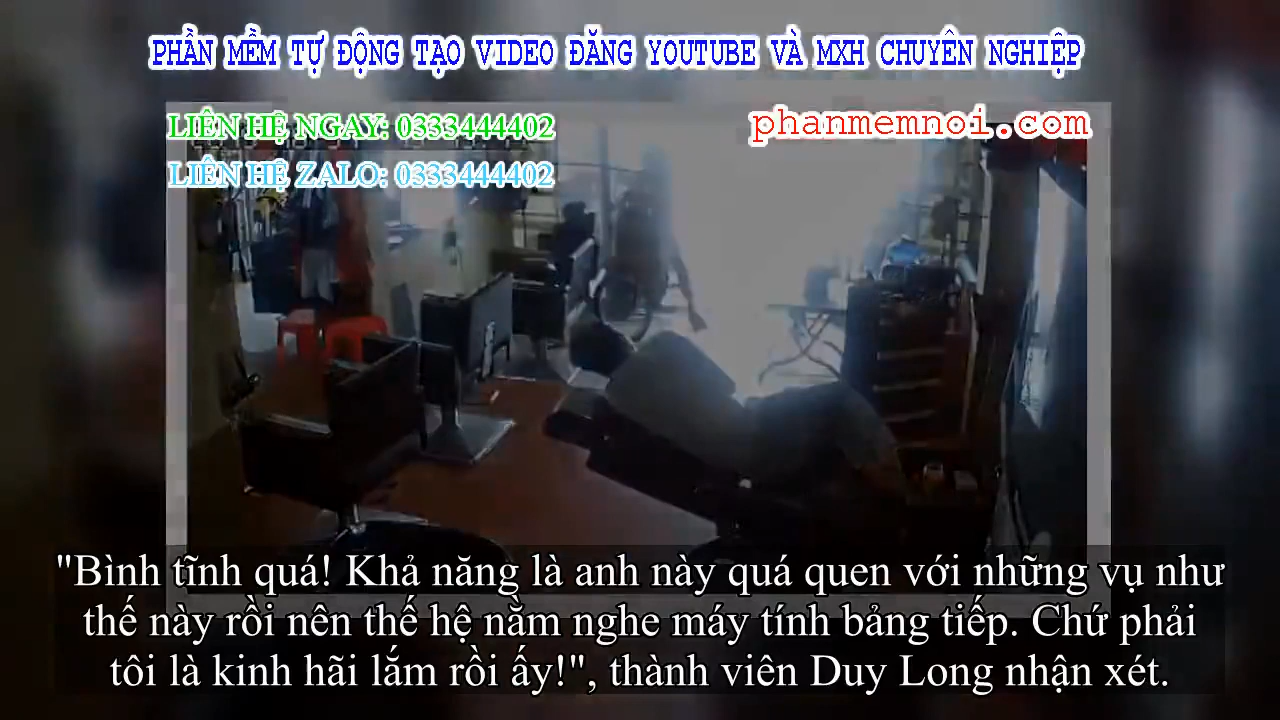 PHẦN MỀM TỰ ĐỘNG TẠO VIDEO ĐĂNG YOUTUBE VÀ MXH CHUYÊN NGHIỆP
LIÊN HỆ NGAY: 0333444402
phanmemnoi.com
LIÊN HỆ ZALO: 0333444402
"Bình tĩnh quá! Khả năng là anh này quá quen với những vụ như
thế này rồi nên thế hệ nằm nghe máy tính bảng tiếp. Chứ phải
tôi là kinh hãi lắm rồi ấy!", thành viên Duy Long nhận xét.